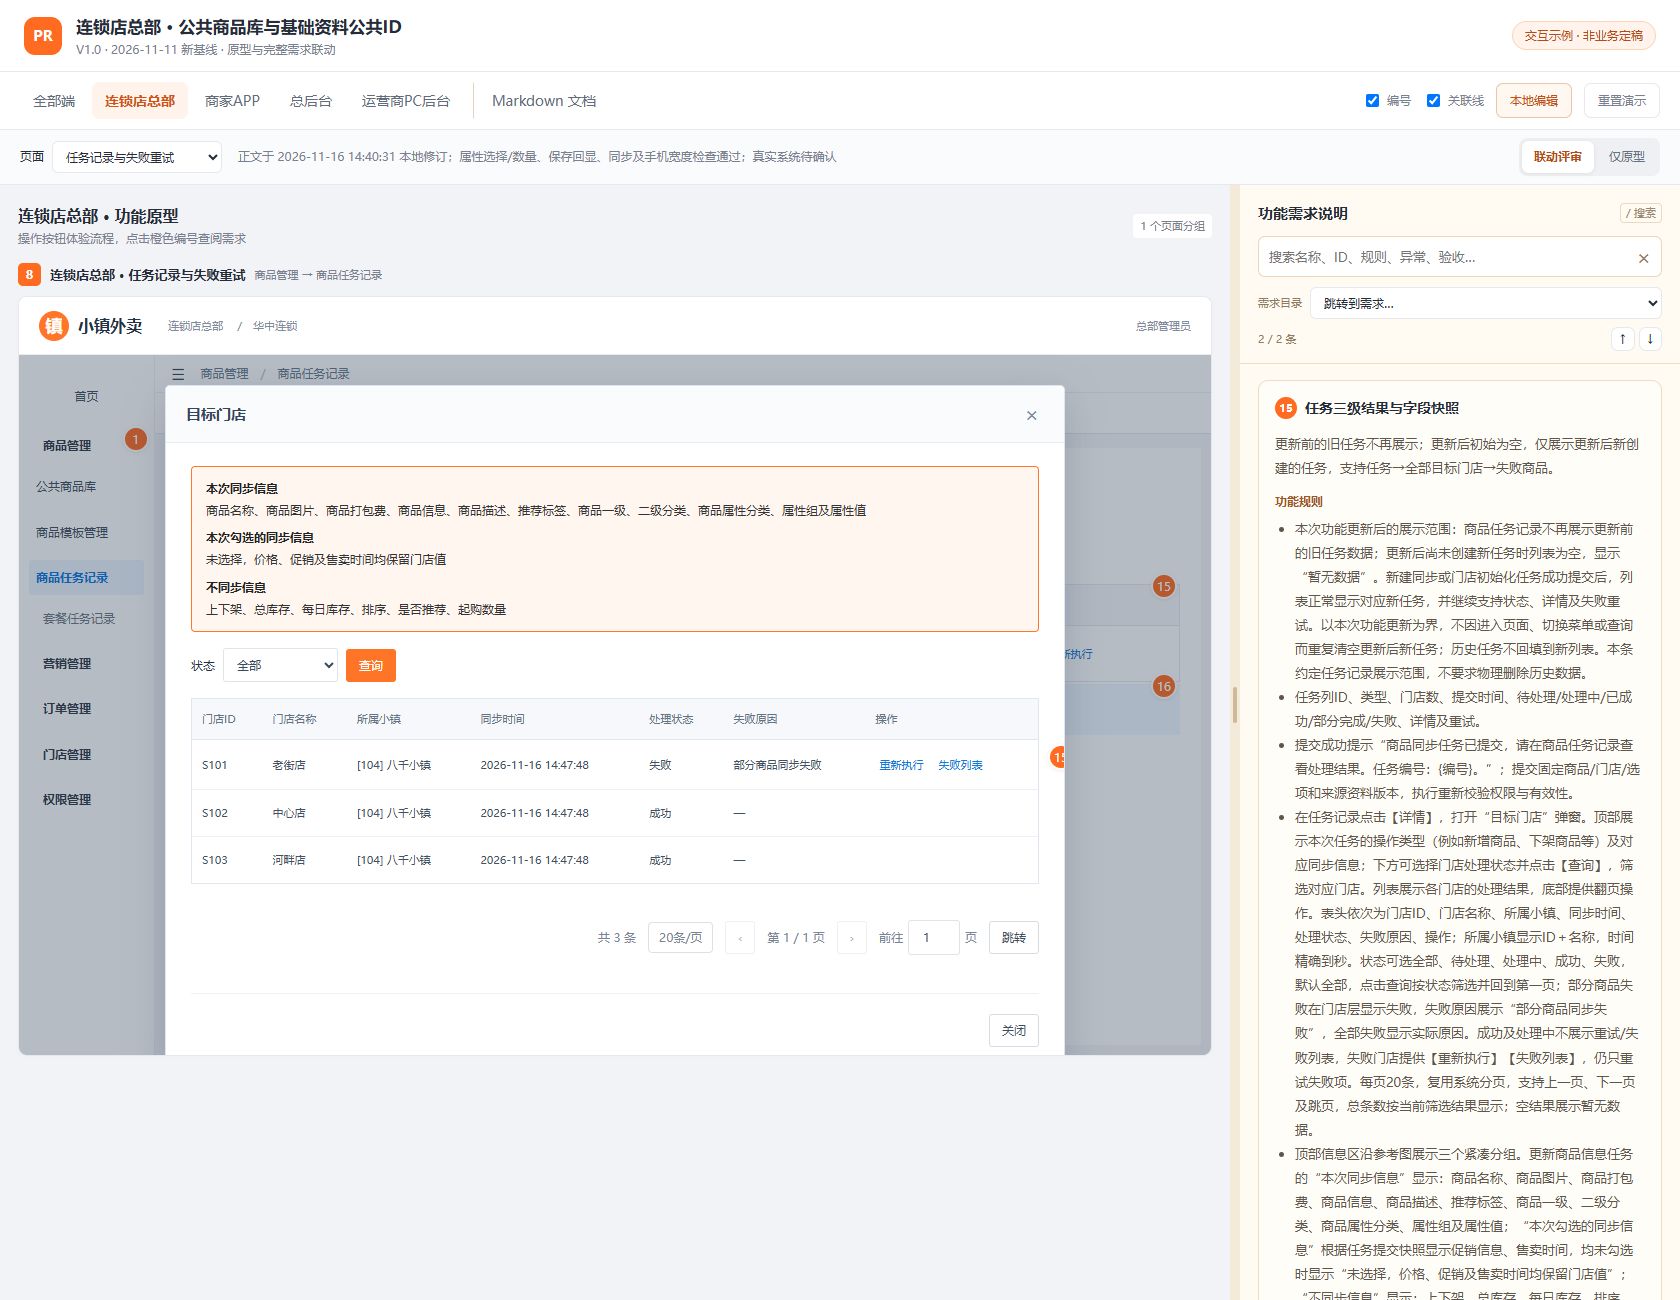 PR
连锁店总部 • 公共商品库与基础资料公共ID
V1.0 · 2026-11-11 新基线 · 原型与完整需求联动
交互示例 · 非业务定稿
全部端
连锁店总部
商家APP
总后台
运营商PC后台
Markdown 文档
编号
关联线
本地编辑
重置演示
页面
任务记录与失败重试
正文于 2026-11-16 14:40:31 本地修订；属性选择/数量、保存回显、同步及手机宽度检查通过；真实系统待确认
联动评审
仅原型
连锁店总部 • 功能原型
操作按钮体验流程，点击橙色编号查阅需求
1 个页面分组
8 连锁店总部 • 任务记录与失败重试 商品管理 → 商品任务记录
镇 小镇外卖 连锁店总部 / 华中连锁
总部管理员
首页
商品管理
1
公共商品库
商品模板管理
商品任务记录
套餐任务记录
营销管理
订单管理
门店管理
权限管理
☰ 商品管理 / 商品任务记录
目标门店
×
本次同步信息
商品名称、商品图片、商品打包费、商品信息、商品描述、推荐标签、商品一级、二级分类、商品属性分类、属性组及属性值
本次勾选的同步信息
未选择，价格、促销及售卖时间均保留门店值
不同步信息
上下架、总库存、每日库存、排序、是否推荐、起购数量
15
新执行
16
状态 全部 查询
门店ID 门店名称 所属小镇 同步时间 处理状态 失败原因 操作
S101 老街店 [104] 八千小镇 2026-11-16 14:47:48 失败 部分商品同步失败 重新执行 失败列表
15
S102 中心店 [104] 八千小镇 2026-11-16 14:47:48 成功 —
S103 河畔店 [104] 八千小镇 2026-11-16 14:47:48 成功 —
共 3 条 20条/页 ‹ 第 1 / 1 页 › 前往 1 页 跳转
关闭
功能需求说明
/ 搜索
搜索名称、ID、规则、异常、验收...
×
需求目录 跳转到需求...
2 / 2 条
↑ ↓
15 任务三级结果与字段快照
更新前的旧任务不再展示；更新后初始为空，仅展示更新后新创
建的任务，支持任务→全部目标门店→失败商品。
功能规则
• 本次功能更新后的展示范围：商品任务记录不再展示更新前
的旧任务数据；更新后尚未创建新任务时列表为空，显示
“暂无数据”。新建同步或门店初始化任务成功提交后，列
表正常显示对应新任务，并继续支持状态、详情及失败重
试。以本次功能更新为界，不因进入页面、切换菜单或查询
而重复清空更新后新任务；历史任务不回填到新列表。本条
约定任务记录展示范围，不要求物理删除历史数据。
• 任务列ID、类型、门店数、提交时间、待处理/处理中/已成
功/部分完成/失败、详情及重试。
• 提交成功提示“商品同步任务已提交，请在商品任务记录查
看处理结果。任务编号：{编号}。”；提交固定商品/门店/选
项和来源资料版本，执行重新校验权限与有效性。
• 在任务记录点击【详情】，打开“目标门店”弹窗。顶部展
示本次任务的操作类型（例如新增商品、下架商品等）及对
应同步信息；下方可选择门店处理状态并点击【查询】，筛
选对应门店。列表展示各门店的处理结果，底部提供翻页操
作。表头依次为门店ID、门店名称、所属小镇、同步时间、
处理状态、失败原因、操作；所属小镇显示ID＋名称，时间
精确到秒。状态可选全部、待处理、处理中、成功、失败，
默认全部，点击查询按状态筛选并回到第一页；部分商品失
败在门店层显示失败，失败原因展示“部分商品同步失
败”，全部失败显示实际原因。成功及处理中不展示重试/失
败列表，失败门店提供【重新执行】【失败列表】，仍只重
试失败项。每页20条，复用系统分页，支持上一页、下一页
及跳页，总条数按当前筛选结果显示；空结果展示暂无数
据。
• 顶部信息区沿参考图展示三个紧凑分组。更新商品信息任务
的“本次同步信息”显示：商品名称、商品图片、商品打包
费、商品信息、商品描述、推荐标签、商品一级、二级分
类、商品属性分类、属性组及属性值；“本次勾选的同步信
息”根据任务提交快照显示促销信息、售卖时间，均未勾选
时显示“未选择，价格、促销及售卖时间均保留门店值”；
“不同步信息”显示：上下架、总库存、每日库存、排序、